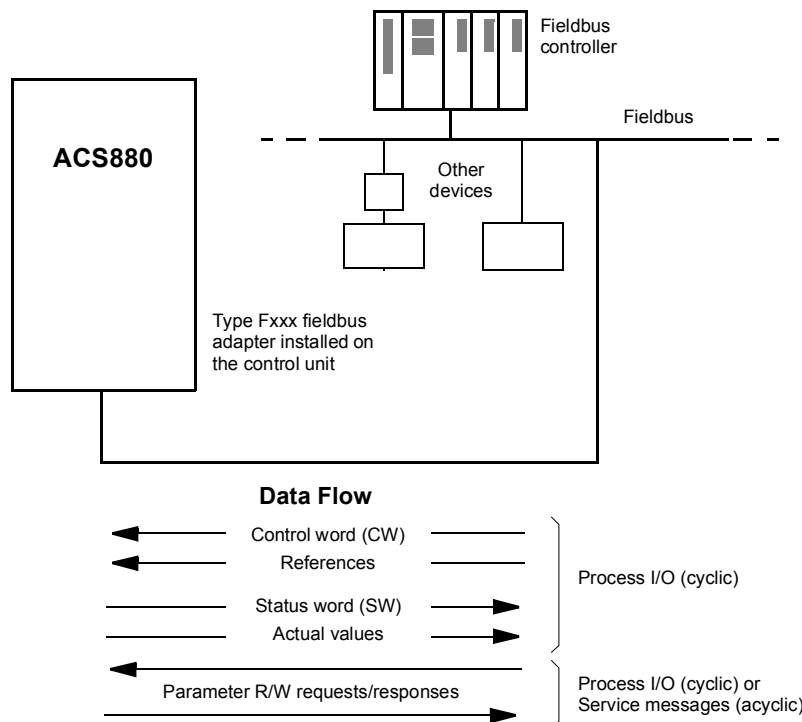 Fieldbus
controller
Fieldbus
ACS880
Other
devices
Type Fxxx fieldbus
adapter installed on
the control unit
Data Flow
Control word (CW)
References
Process I/O (cyclic)
Status word (SW)
Actual values
Parameter R/W requests/responses
Process I/O (cyclic) or
Service messages (acyclic)